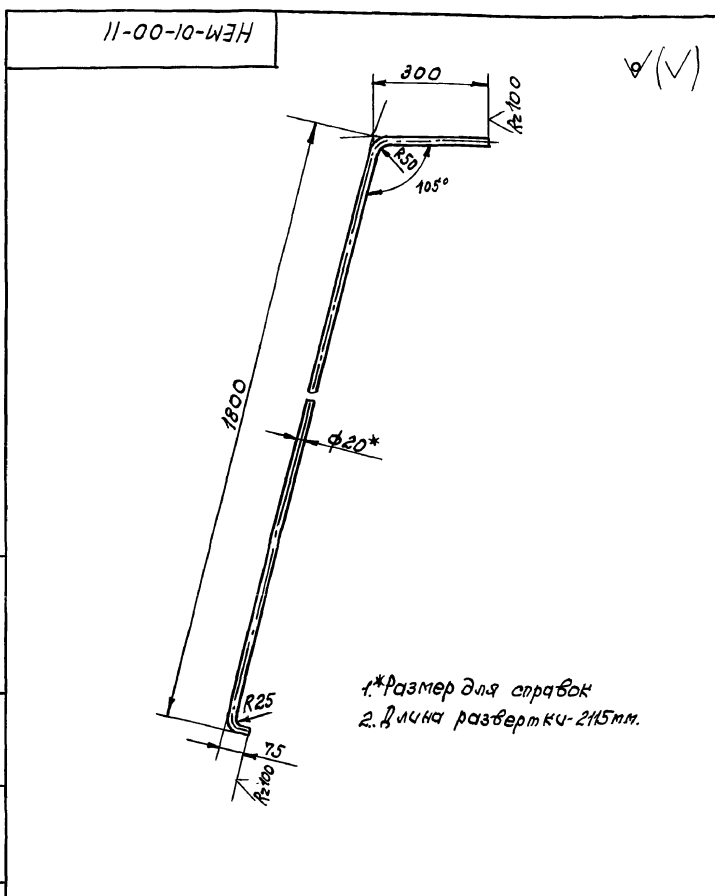 НЕМ-01-00-11
√(√)
300
Rz100
R50
105°
1800
φ20*
R25
75
Rz100
1.*Размер для справок
2. Длина развертки-2115мм.